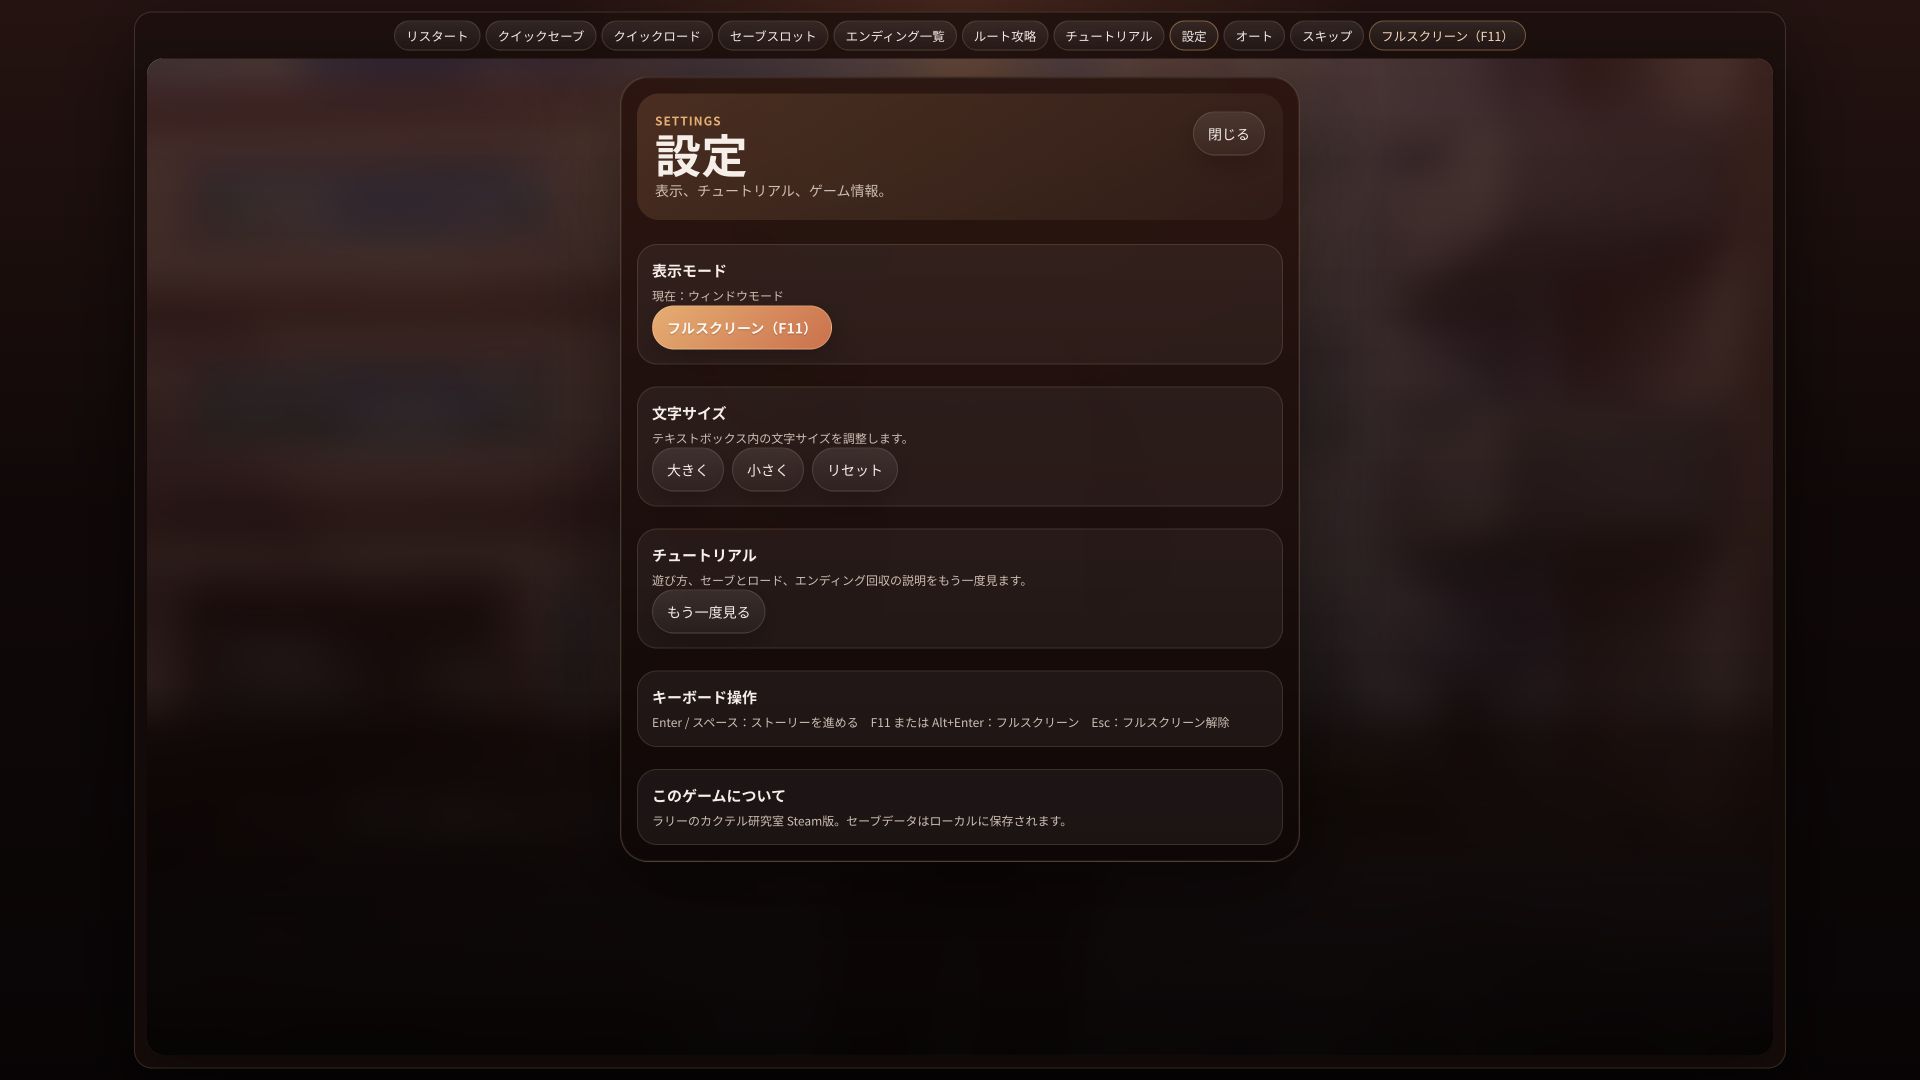 リスタート クイックセーブ クイックロード セーブスロット エンディング一覧 ルート攻略 チュートリアル 設定 オート スキップ フルスクリーン（F11）
SETTINGS
設定
表示、チュートリアル、ゲーム情報。
閉じる
表示モード
現在：ウィンドウモード
フルスクリーン（F11）
文字サイズ
テキストボックス内の文字サイズを調整します。
大きく 小さく リセット
チュートリアル
遊び方、セーブとロード、エンディング回収の説明をもう一度見ます。
もう一度見る
キーボード操作
Enter / スペース：ストーリーを進める　F11 または Alt+Enter：フルスクリーン　Esc：フルスクリーン解除
このゲームについて
ラリーのカクテル研究室 Steam版。セーブデータはローカルに保存されます。